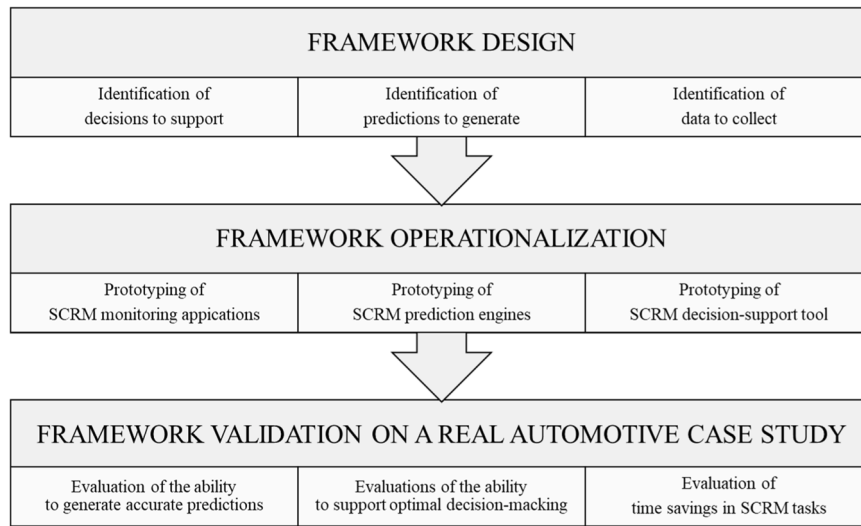 FRAMEWORK DESIGN
Identification of
decisions to support
Identification of
predictions to generate
Identification of
data to collect
FRAMEWORK OPERATIONALIZATION
Prototyping of
SCRM monitoring appications
Prototyping of
SCRM prediction engines
Prototyping of
SCRM decision-support tool
FRAMEWORK VALIDATION ON A REAL AUTOMOTIVE CASE STUDY
Evaluation of the ability
to generate accurate predictions
Evaluations of the ability
to support optimal decision-macking
Evaluation of
time savings in SCRM tasks